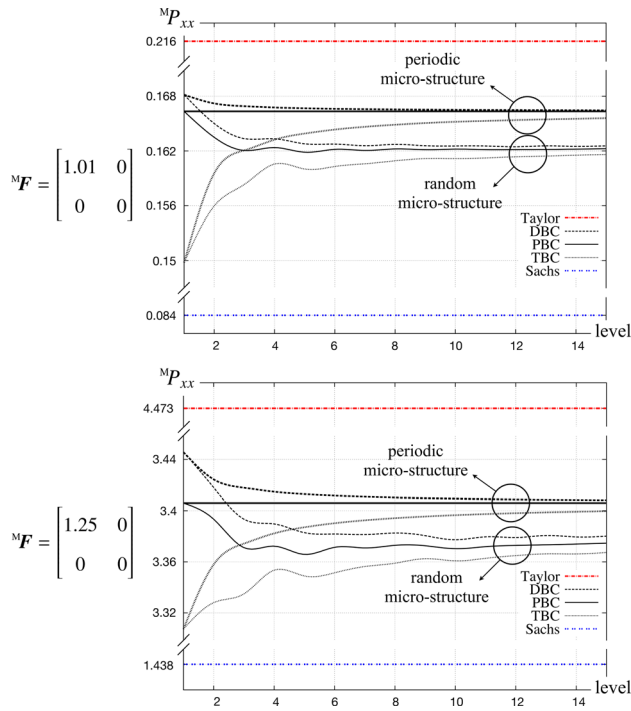 ᴹPxx
0.216
0.168
0.162
0.156
0.15
0.084
ᴹF = [1.01 0
0 0]
periodic
micro-structure
random
micro-structure
Taylor
DBC
PBC
TBC
Sachs
2 4 6 8 10 12 14
level
ᴹPxx
4.473
3.44
3.4
3.36
3.32
1.438
ᴹF = [1.25 0
0 0]
periodic
micro-structure
random
micro-structure
Taylor
DBC
PBC
TBC
Sachs
2 4 6 8 10 12 14
level